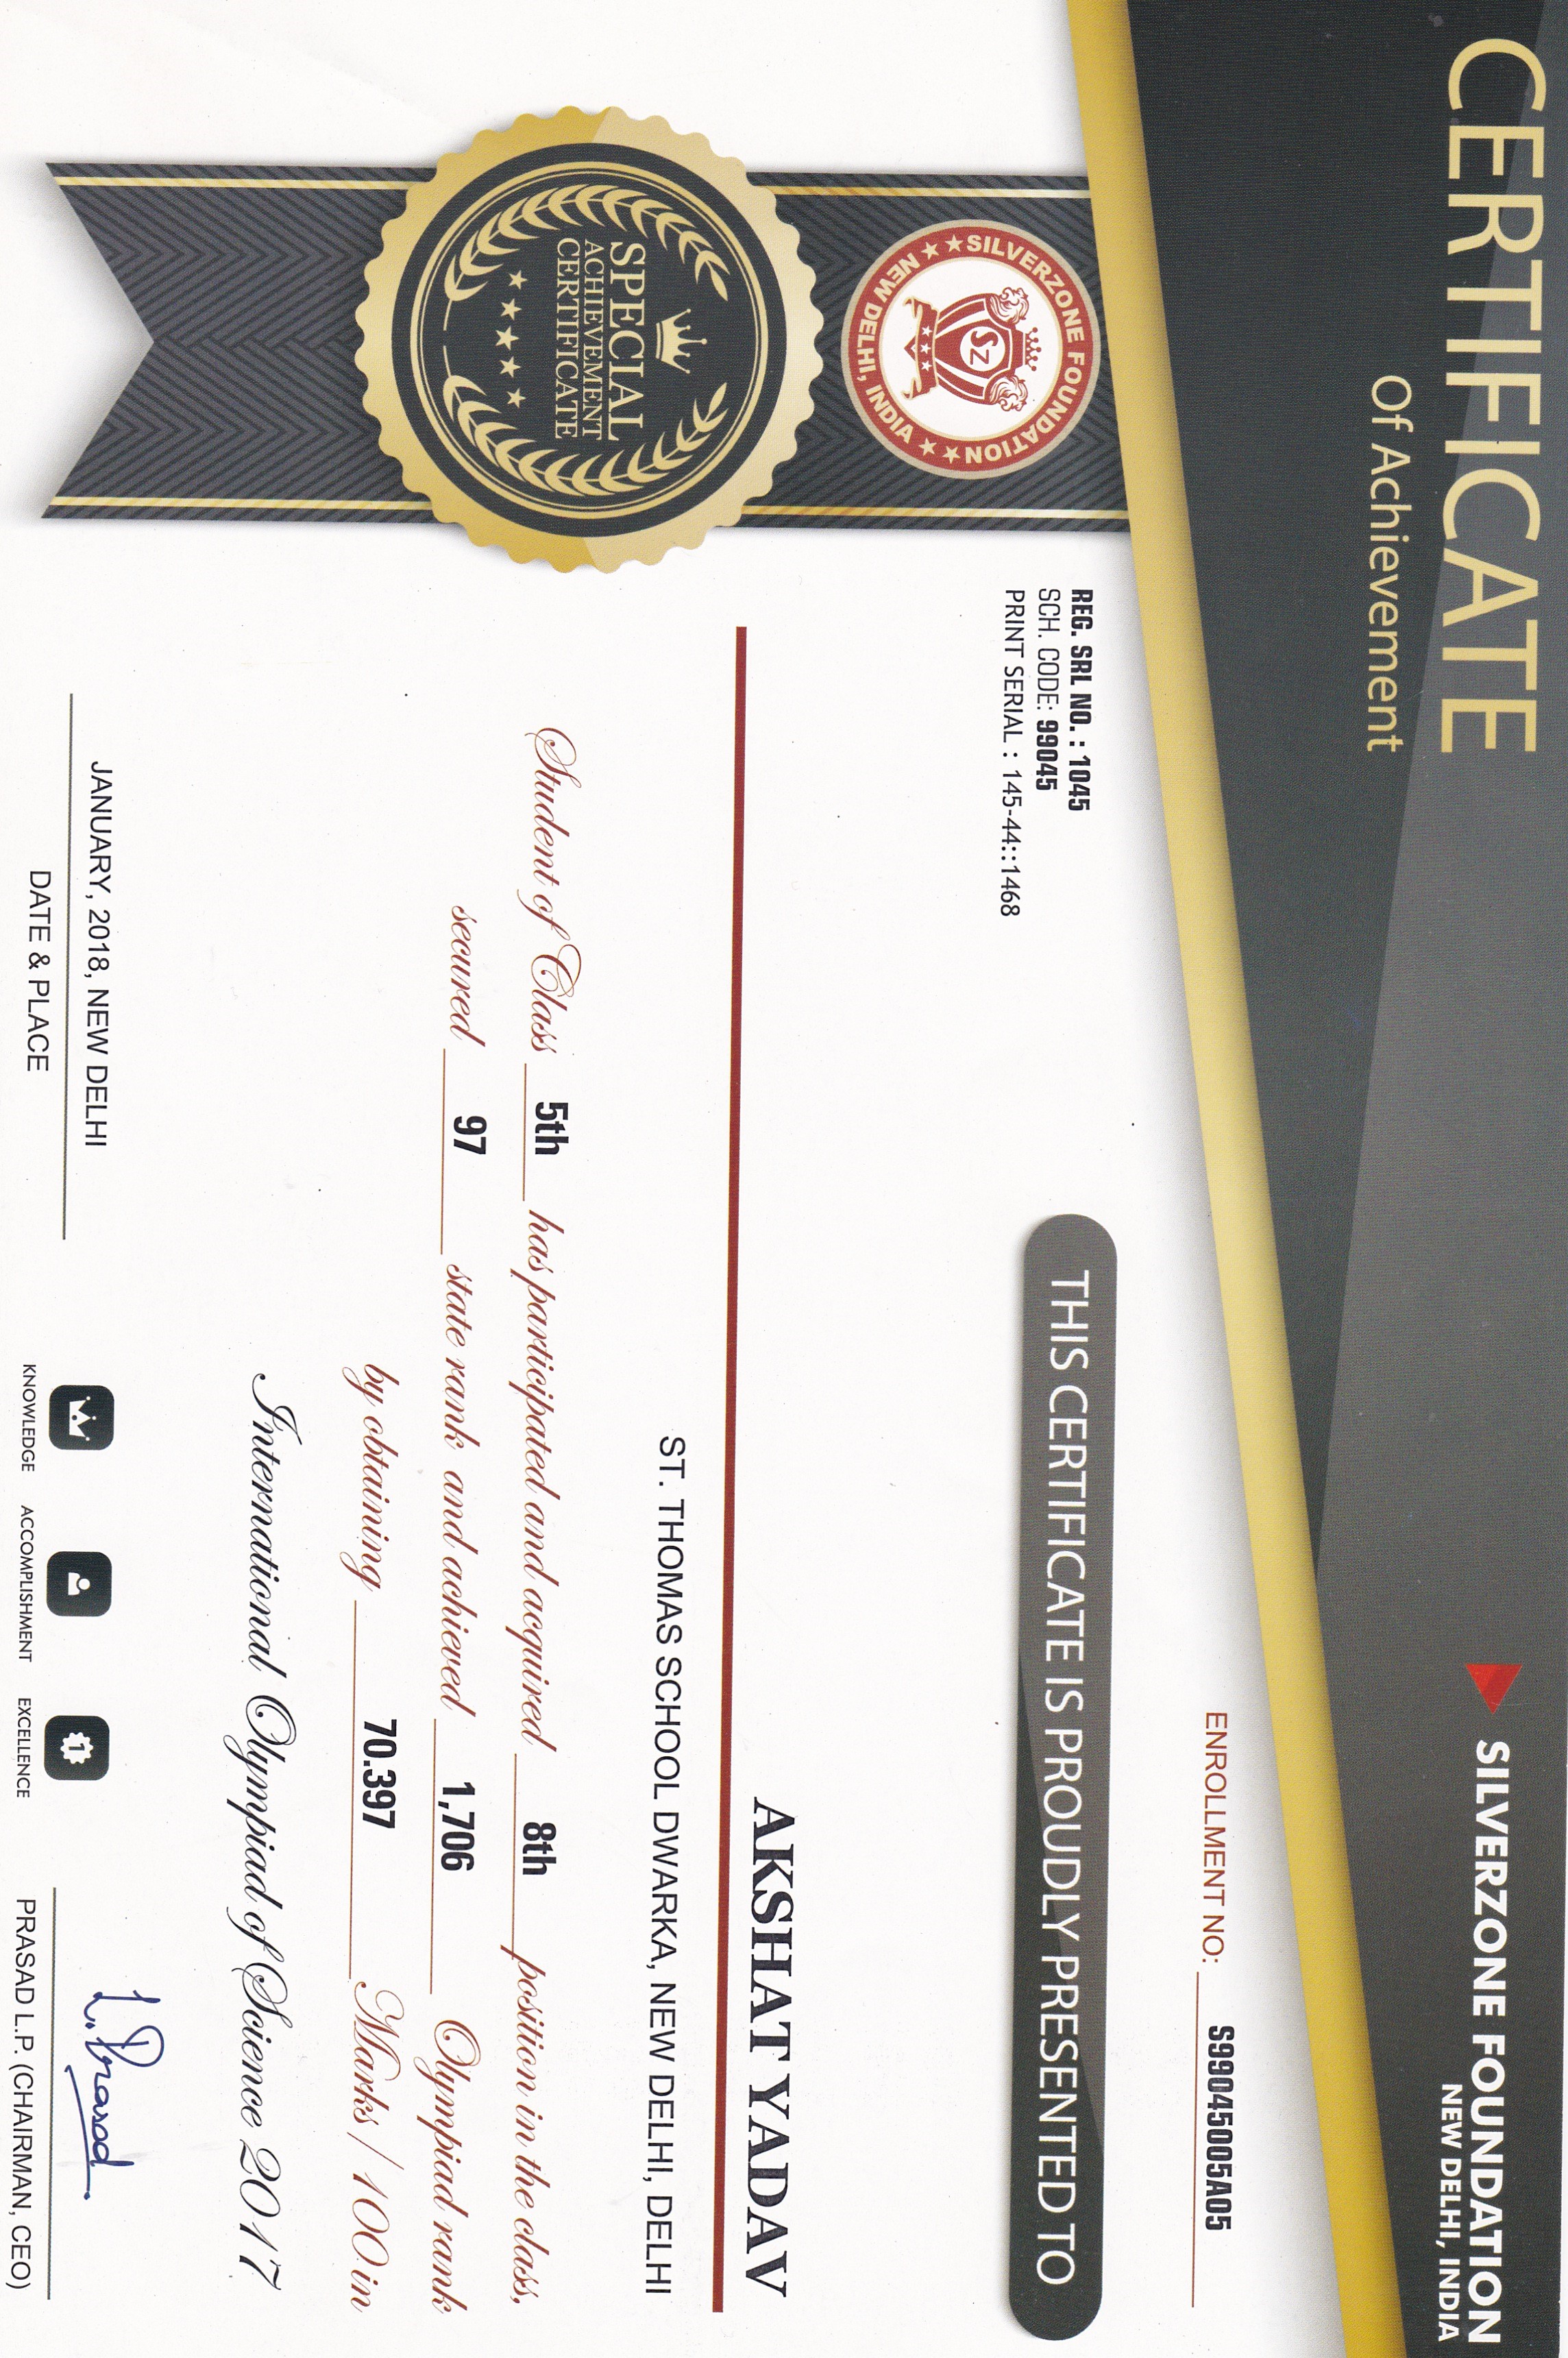 CERTIFICATE
Of Achievement
SILVERZONE FOUNDATION
NEW DELHI, INDIA
ENROLLMENT NO: S99045005A05
REG. SRL NO. : 1045
SCH. CODE: 99045
PRINT SERIAL : 145-44::1468
THIS CERTIFICATE IS PROUDLY PRESENTED TO
SILVERZONE FOUNDATION
SZ
NEW DELHI, INDIA
AKSHAT YADAV
ST. THOMAS SCHOOL DWARKA, NEW DELHI, DELHI
SPECIAL
ACHIEVEMENT
CERTIFICATE
Student of Class 5th has participated and acquired 8th position in the class,
secured 97 state rank and achieved 1,706 Olympiad rank
by obtaining 70.397 Marks / 100 in
International Olympiad of Science 2017
L. Prasad
JANUARY, 2018, NEW DELHI
DATE & PLACE
1
KNOWLEDGE ACCOMPLISHMENT EXCELLENCE
PRASAD L.P. (CHAIRMAN, CEO)